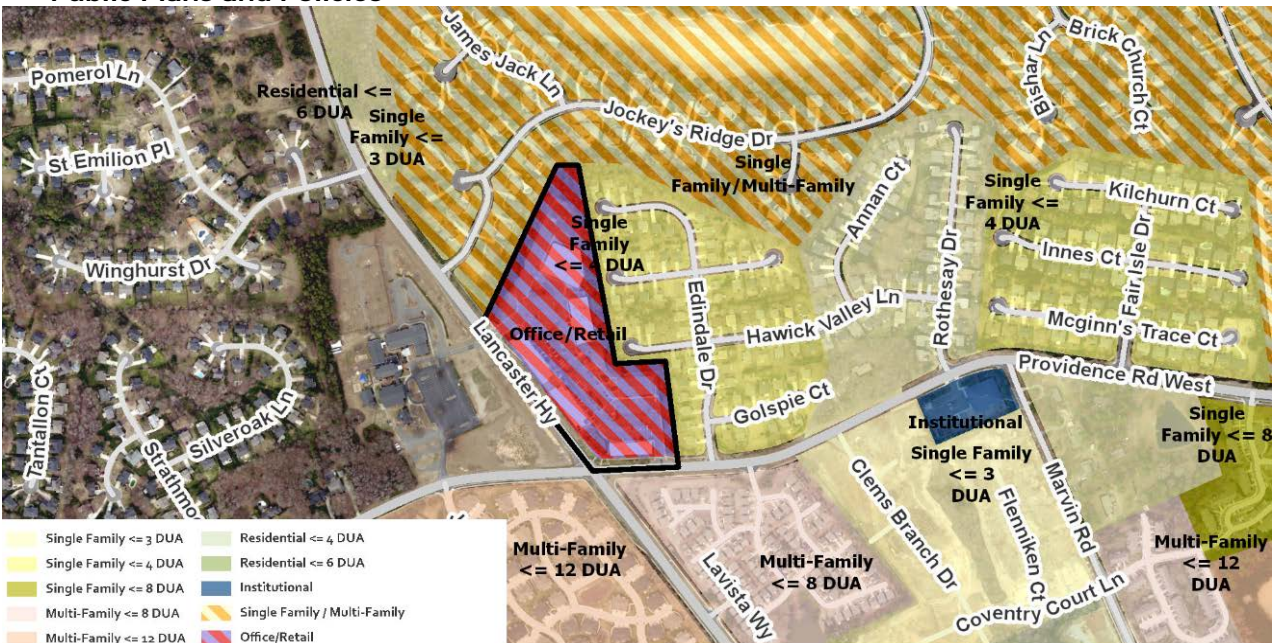 Public Plans and Policies
Pomerol Ln
St Emilion Pl
Winghurst Dr
Tantallon Ct
Silveroak Ln
Residential <=
6 DUA
Single
Family <=
3 DUA
James Jack Ln
Jockey's Ridge Dr
Single
Family/Multi-Family
Bishar Ln
Brick Church Ct
Single
Family
<= 4 DUA
Office/Retail
Lancaster Hy
Edindale Dr
Annan Ct
Hawick Valley Ln
Rothesay Dr
Golspie Ct
Single
Family <=
4 DUA
Kilchurn Ct
Innes Ct
Fair Isle Dr
Mcginn's Trace Ct
Providence Rd West
Institutional
Single Family
<= 3
DUA
Marvin Rd
Clems Branch Dr
Flenniken Ct
Coventry Court Ln
Single
Family <= 8
DUA
Multi-Family
<= 12
DUA
Multi-Family
<= 12 DUA
Multi-Family
<= 8 DUA
Lavista Wy
Single Family <= 3 DUA
Single Family <= 4 DUA
Single Family <= 8 DUA
Multi-Family <= 8 DUA
Multi-Family <= 12 DUA
Residential <= 4 DUA
Residential <= 6 DUA
Institutional
Single Family / Multi-Family
Office/Retail